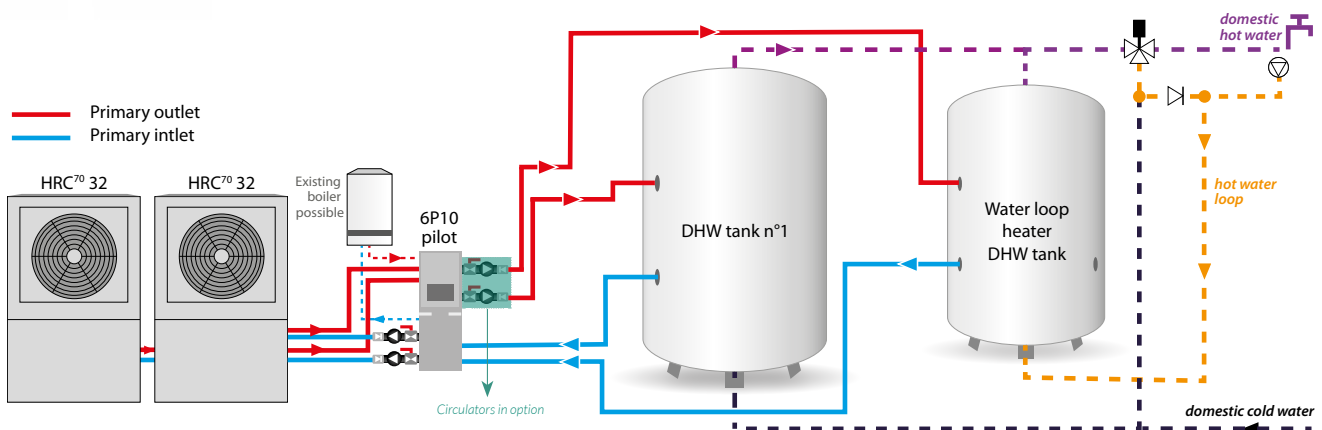 domestic
hot water
Primary outlet
Primary intlet
HRC⁷⁰ 32
HRC⁷⁰ 32
Existing
boiler
possible
6P10
pilot
DHW tank n°1
Water loop
heater
DHW tank
hot water
loop
Circulators in option
domestic cold water